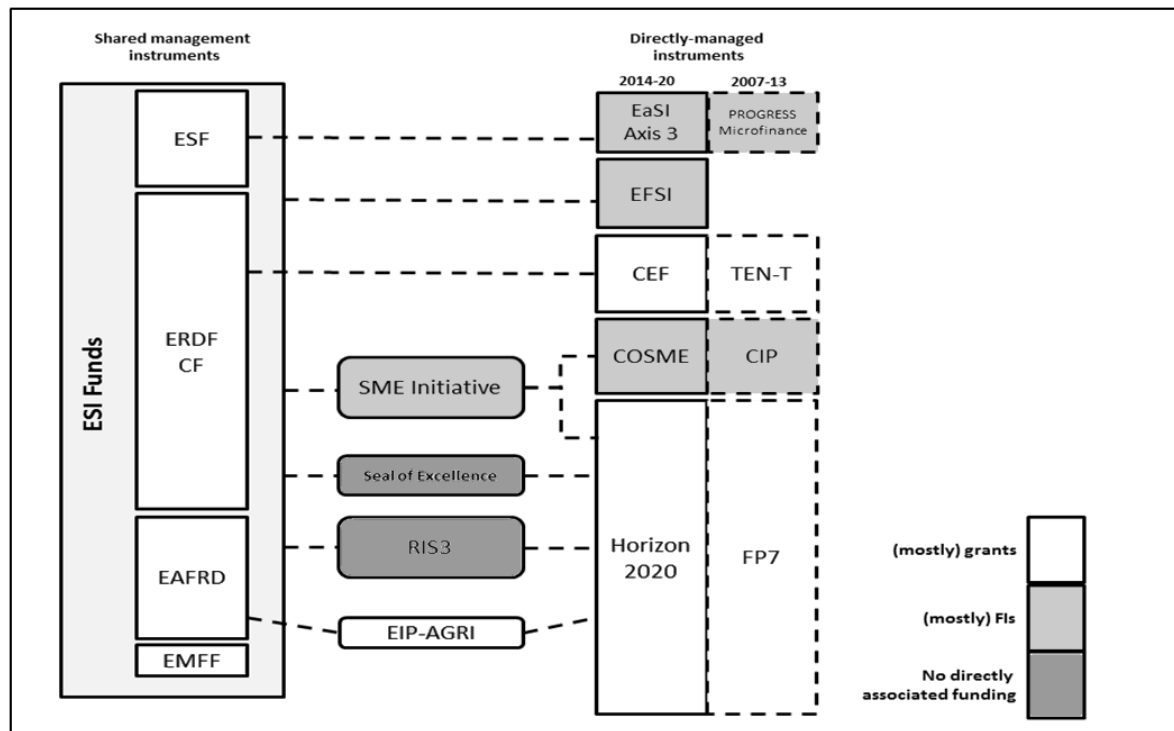 Shared management
instruments
Directly-managed
instruments
2014-20
2007-13
ESI Funds
ESF
ERDF
CF
EAFRD
EMFF
SME Initiative
Seal of Excellence
RIS3
EIP-AGRI
EaSI
Axis 3
PROGRESS
Microfinance
EFSI
CEF
TEN-T
COSME
CIP
Horizon
2020
FP7
(mostly) grants
(mostly) FIs
No directly
associated funding